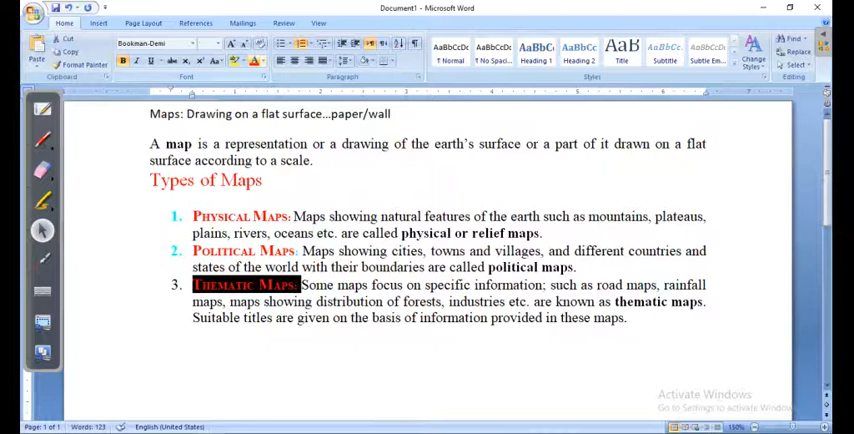 Document1 - Microsoft Word
Home Insert Page Layout References Mailings Review View
Paste
Cut
Copy
Format Painter
Clipboard
Bookman-Demi
Font
Paragraph
AaBbCcDc AaBbCcDc AaBbC AaBbCc AaB AaBbCc. AaBbCcDc
¶ Normal ¶ No Spaci... Heading 1 Heading 2 Title Subtitle Subtle Em...
Change
Styles
Styles
Find
Replace
Select
Editing
Maps: Drawing on a flat surface...paper/wall
A map is a representation or a drawing of the earth's surface or a part of it drawn on a flat
surface according to a scale.
Types of Maps
1. PHYSICAL MAPS: Maps showing natural features of the earth such as mountains, plateaus,
plains, rivers, oceans etc. are called physical or relief maps.
2. POLITICAL MAPS: Maps showing cities, towns and villages, and different countries and
states of the world with their boundaries are called political maps.
3. THEMATIC MAPS: Some maps focus on specific information; such as road maps, rainfall
maps, maps showing distribution of forests, industries etc. are known as thematic maps.
Suitable titles are given on the basis of information provided in these maps.
Activate Windows
Go to Settings to activate Windows.
Page: 1 of 1 Words: 123 English (United States) 150%